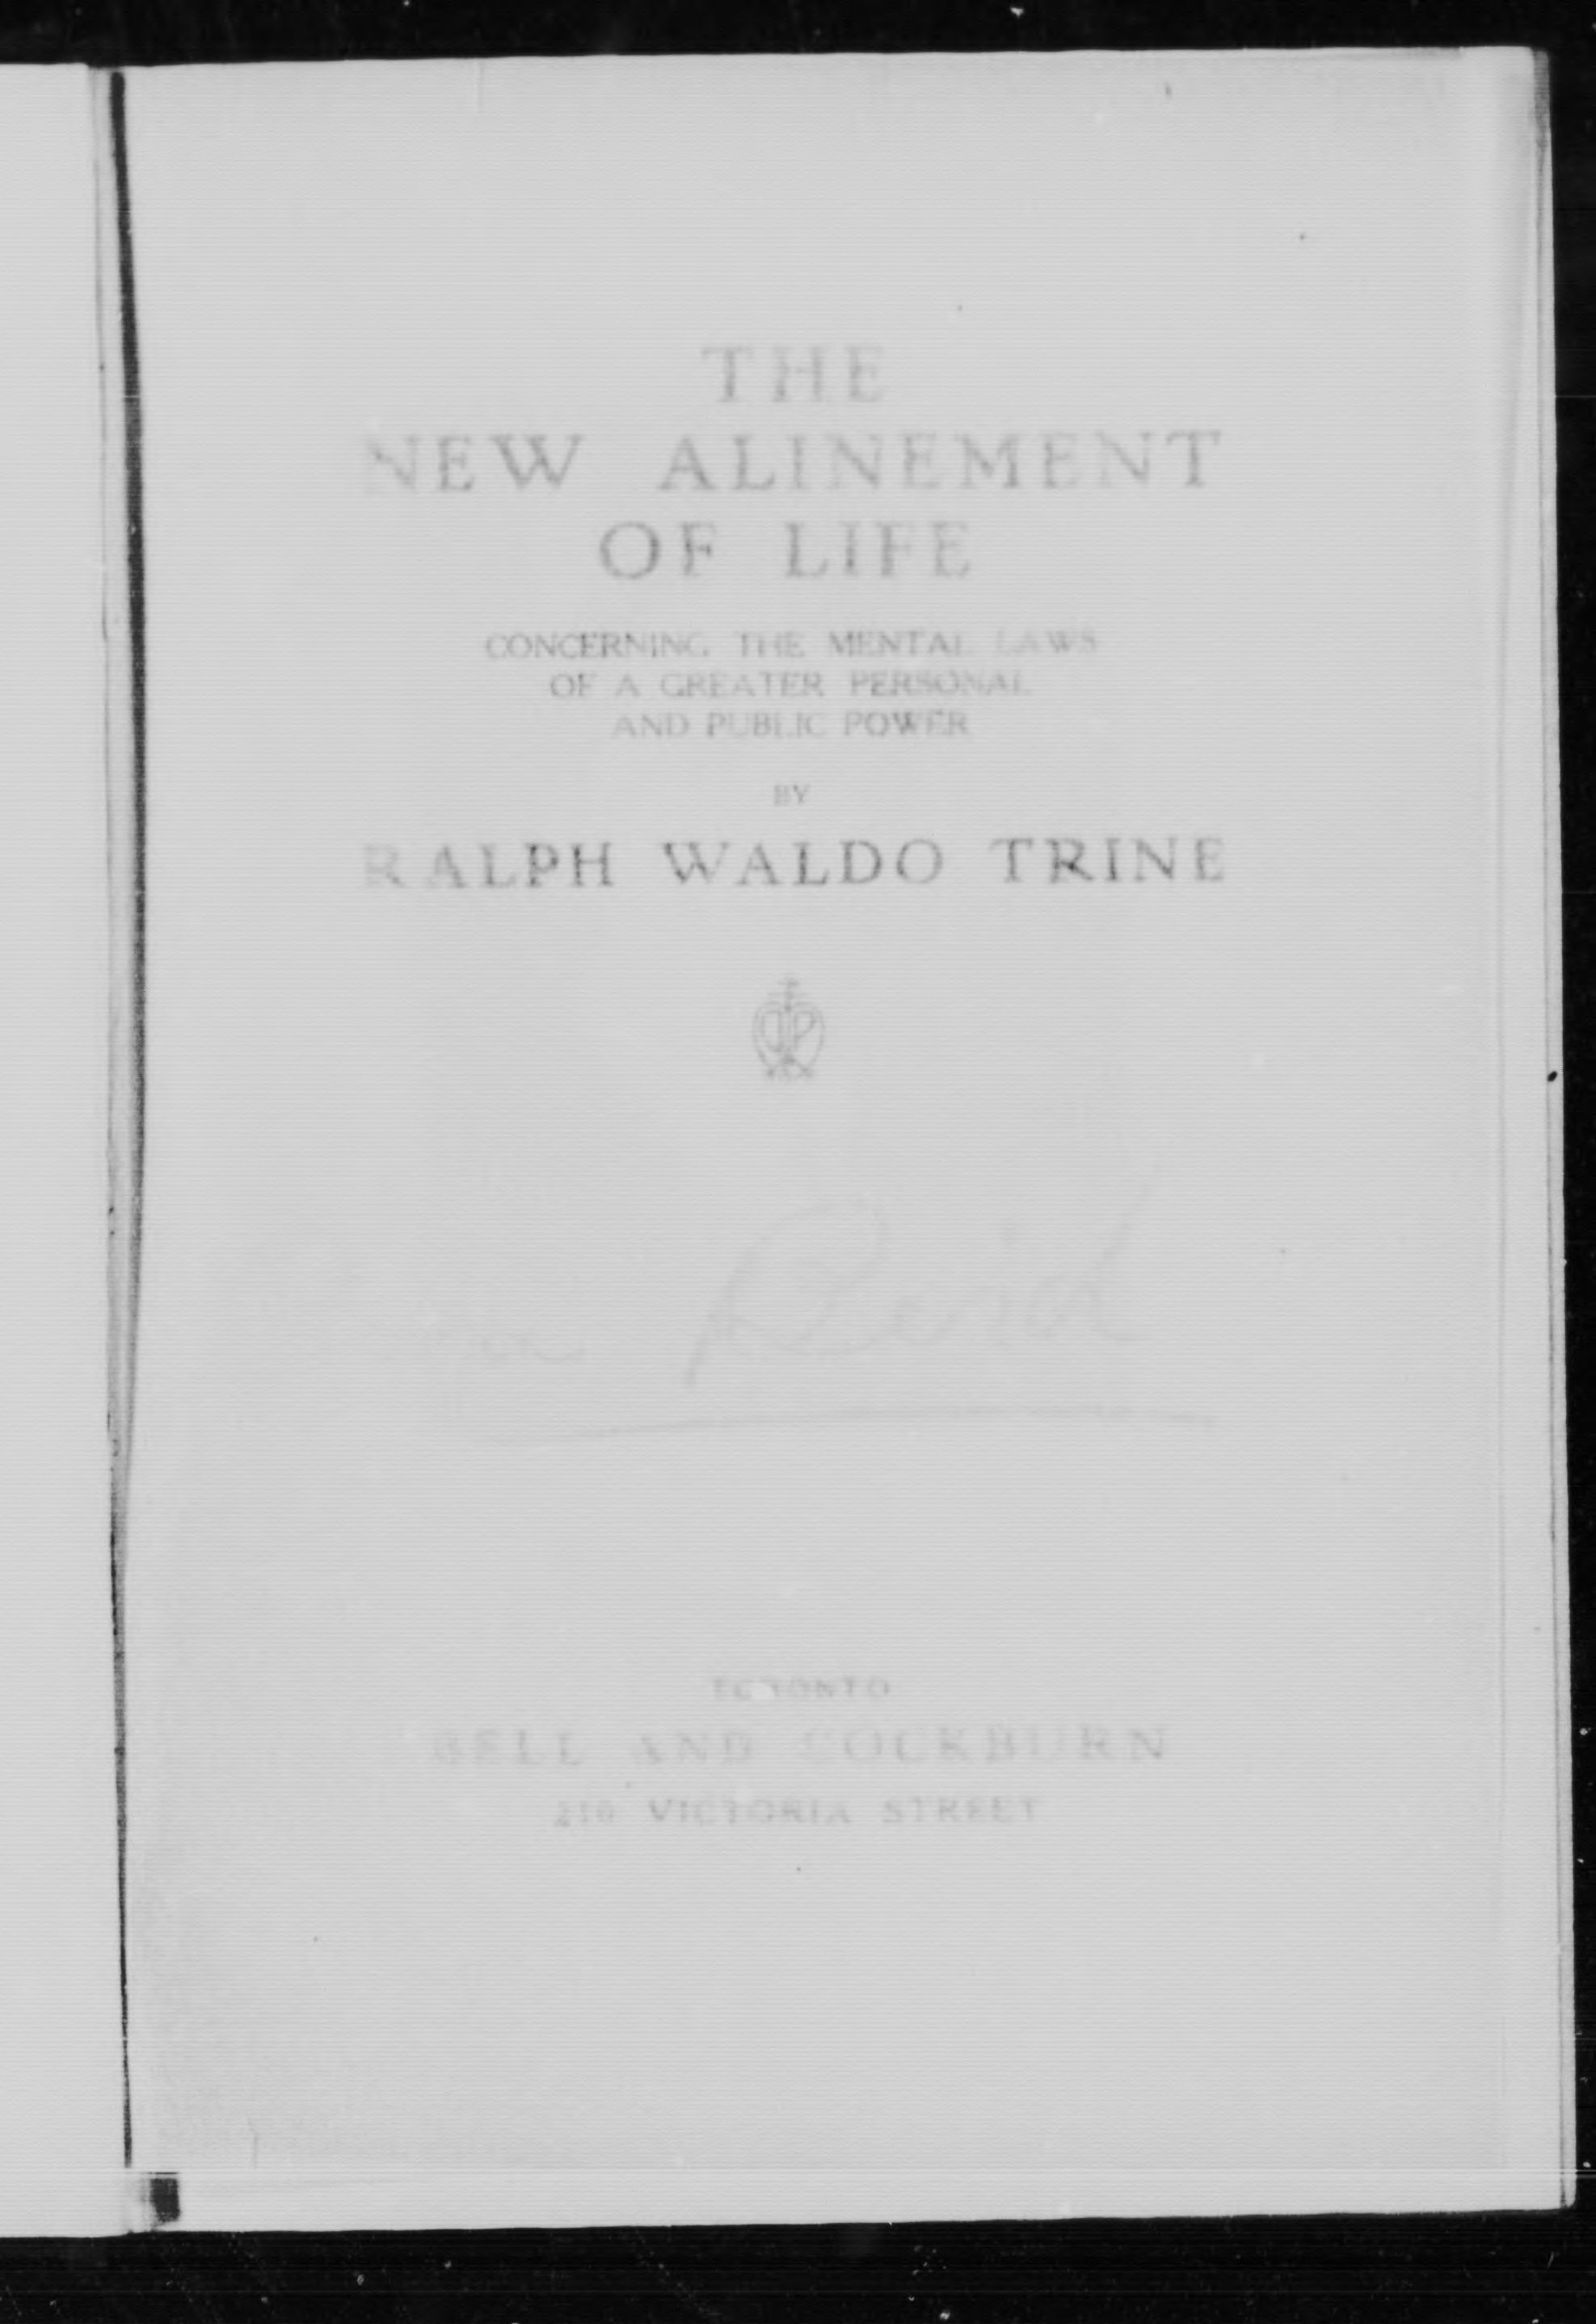 THE
NEW ALINEMENT
OF LIFE
CONCERNING THE MENTAL LAWS
OF A GREATER PERSONAL
AND PUBLIC POWER
BY
RALPH WALDO TRINE
TORONTO
BELL AND COCKBURN
VICTORIA STREET